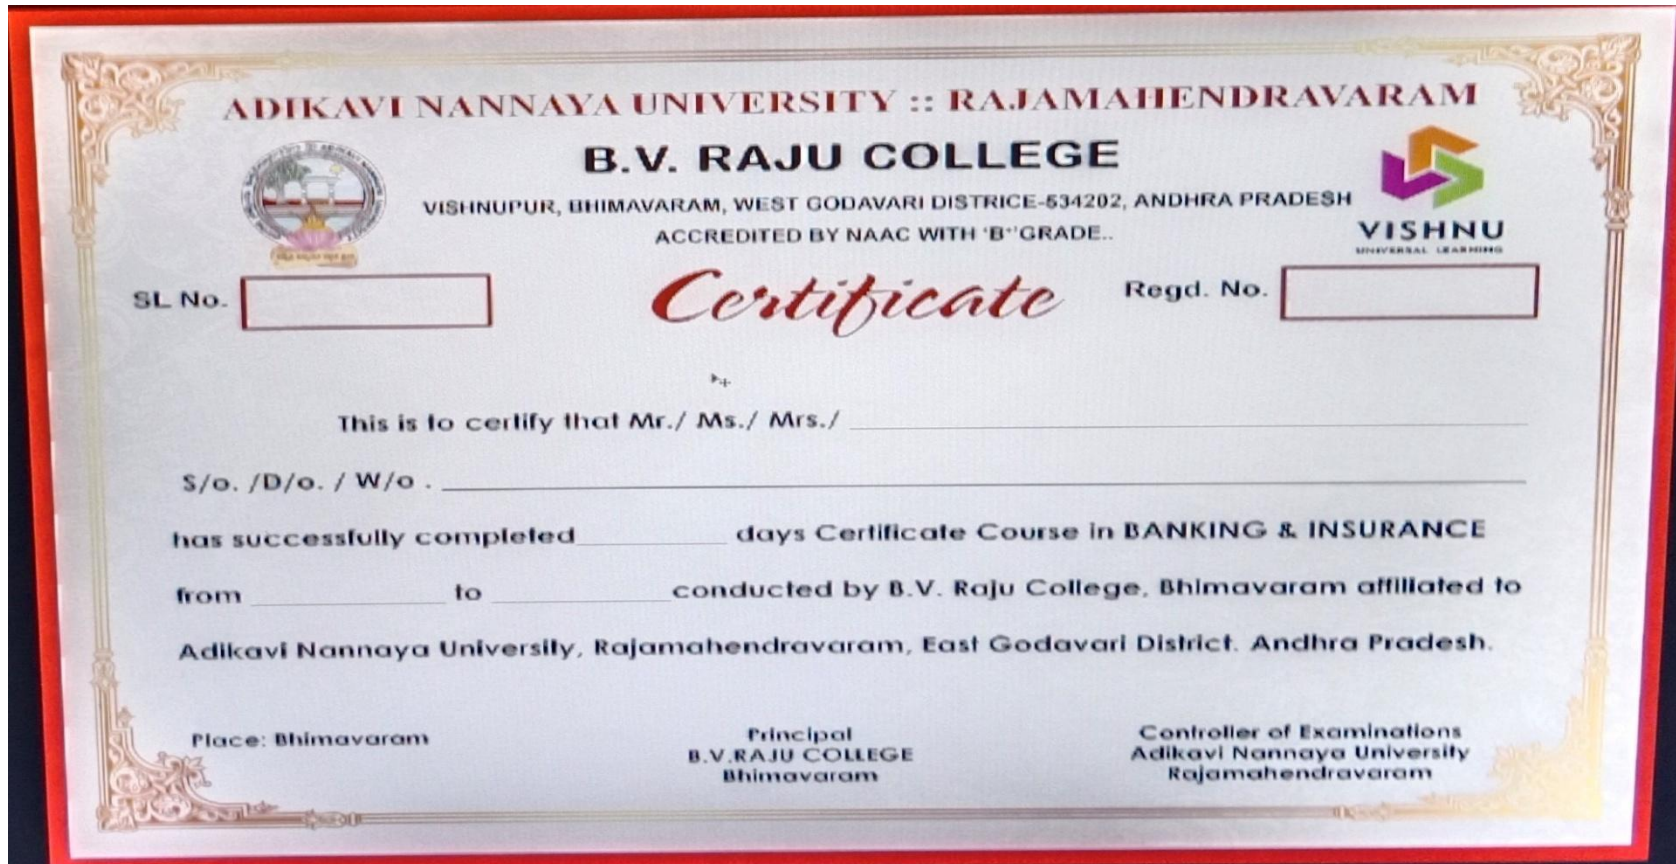 ADIKAVI NANNAYA UNIVERSITY :: RAJAMAHENDRAVARAM
B.V. RAJU COLLEGE
VISHNUPUR, BHIMAVARAM, WEST GODAVARI DISTRICE-534202, ANDHRA PRADESH
ACCREDITED BY NAAC WITH 'B+' GRADE..
VISHNU
UNIVERSAL LEARNING
SL No.
Certificate
Regd. No.
This is to certify that Mr./ Ms./ Mrs./
S/o. /D/o. / W/o .
has successfully completed days Certificate Course in BANKING & INSURANCE
from to conducted by B.V. Raju College, Bhimavaram affiliated to
Adikavi Nannaya University, Rajamahendravaram, East Godavari District. Andhra Pradesh.
Place: Bhimavaram
Principal
B.V.RAJU COLLEGE
Bhimavaram
Controller of Examinations
Adikavi Nannaya University
Rajamahendravaram